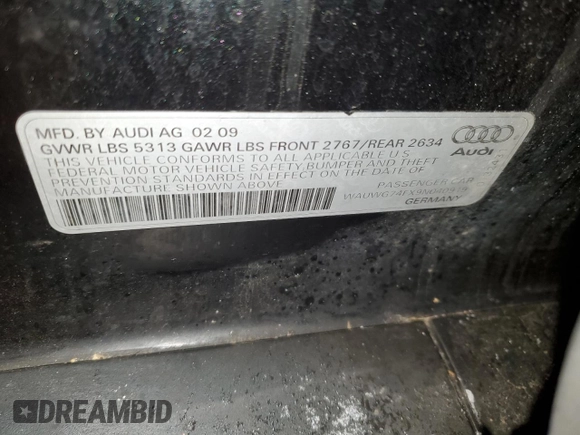 MFD. BY AUDI AG 02 09
GVWR LBS 5313 GAWR LBS FRONT 2767/REAR 2634
THIS VEHICLE CONFORMS TO ALL APPLICABLE U.S.
FEDERAL MOTOR VEHICLE SAFETY, BUMPER AND THEFT
PREVENTION STANDARDS IN EFFECT ON THE DATE OF
MANUFACTURE SHOWN ABOVE
Audi
PASSENGER CAR
GERMANY
DREAMBID